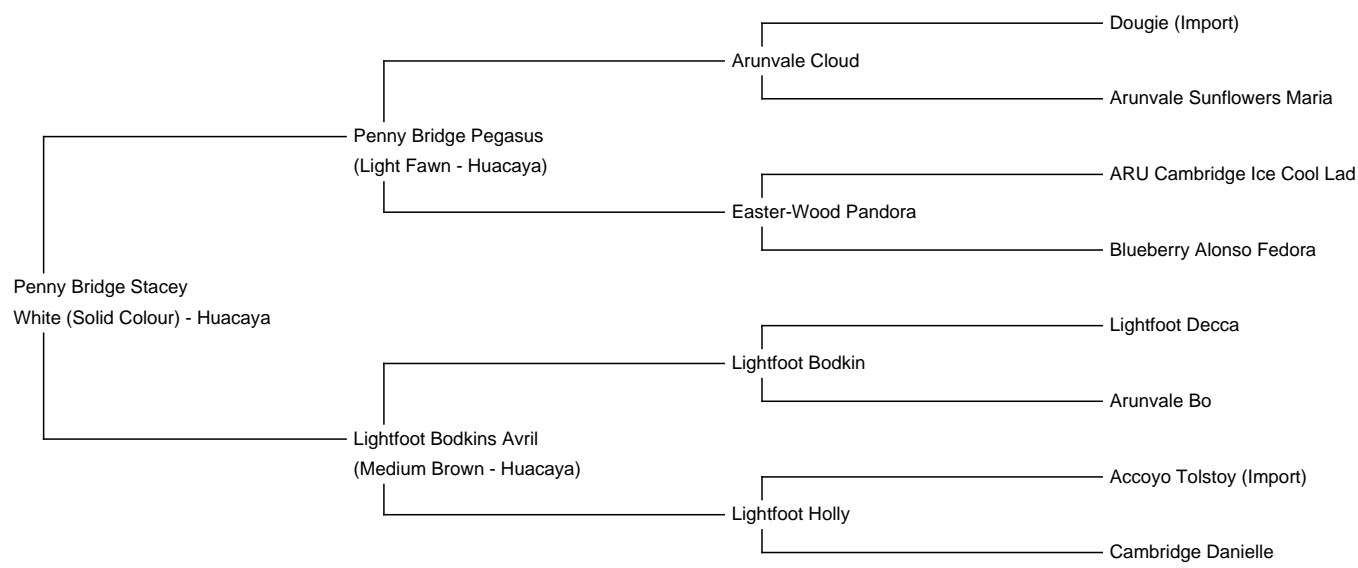 Dougie (Import)
Arunvale Cloud
Arunvale Sunflowers Maria
Penny Bridge Pegasus
(Light Fawn - Huacaya)
ARU Cambridge Ice Cool Lad
Easter-Wood Pandora
Blueberry Alonso Fedora
Penny Bridge Stacey
White (Solid Colour) - Huacaya
Lightfoot Decca
Lightfoot Bodkin
Arunvale Bo
Lightfoot Bodkins Avril
(Medium Brown - Huacaya)
Accoyo Tolstoy (Import)
Lightfoot Holly
Cambridge Danielle